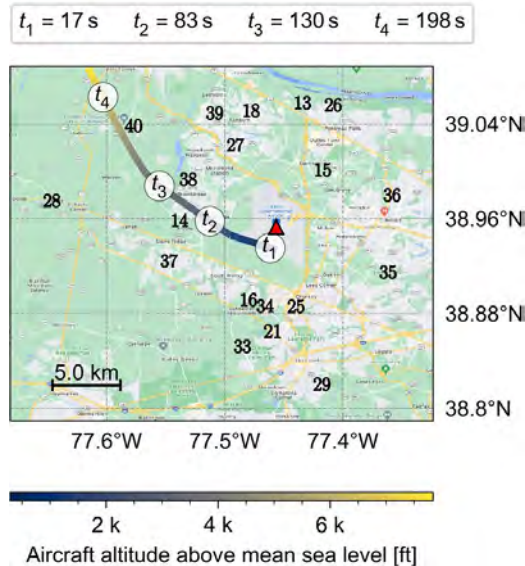 t1 = 17 s t2 = 83 s t3 = 130 s t4 = 198 s
t4
40
39
18
13
26
39.04°N
27
15
t3
38
28
36
14
t2
38.96°N
t1
37
35
16
34
25
38.88°N
21
33
5.0 km
29
38.8°N
77.6°W 77.5°W 77.4°W
2 k 4 k 6 k
Aircraft altitude above mean sea level [ft]